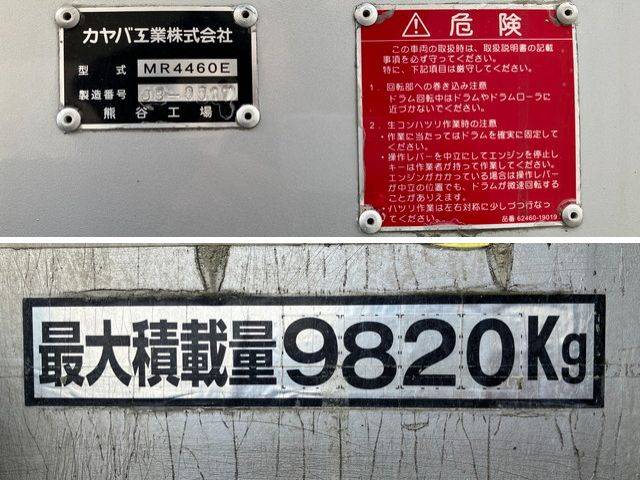 カヤバ工業株式会社
型式 MR4460E
製造番号
熊谷工場
⚠ 危険
この車両の取扱時は、取扱説明書の記載
事項を必ず守ってください。
特に、下記項目は厳守してください。
1. 回転部への巻き込み注意
ドラム回転中はドラムやドラムローラに
近づかないでください。
2. 生コンハツリ作業時の注意
・作業に当たってはドラムを確実に固定して
ください。
・操作レバーを中立にしてエンジンを停止し
キーは作業者が持って作業してください。
エンジンがかかっている場合は操作レバー
が中立の位置でも、ドラムが微速回転する
ことがありえます。
・ハツリ作業は左右対称に少しづつ行なっ
てください。
品番 62460-19019
最大積載量9820Kg